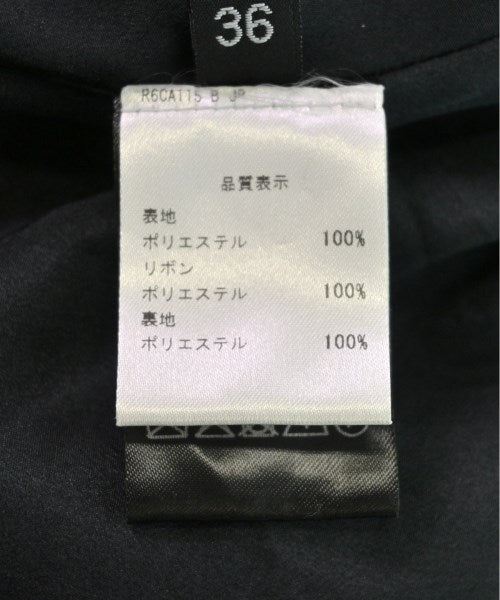 36
R6CA115 B JP
品質表示
表地
ポリエステル 100%
リボン
ポリエステル 100%
裏地
ポリエステル 100%